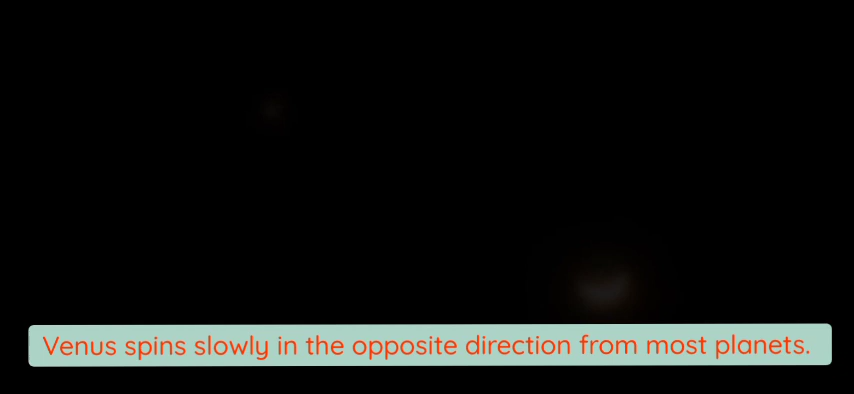 Venus spins slowly in the opposite direction from most planets.